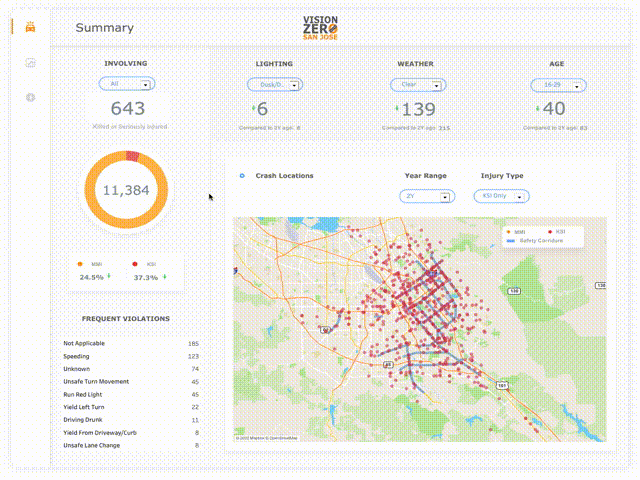 Summary
VISION
ZERO
SAN JOSE
INVOLVING
All
643
Killed or Seriously Injured
LIGHTING
Dusk/D..
6
Compared to 2Y ago: 8
WEATHER
Clear
139
Compared to 2Y ago: 215
AGE
16-29
40
Compared to 2Y ago: 83
11,384
MMI
KSI
24.5%
37.3%
FREQUENT VIOLATIONS
Not Applicable 185
Speeding 123
Unknown 74
Unsafe Turn Movement 45
Run Red Light 45
Yield Left Turn 22
Driving Drunk 11
Yield From Driveway/Curb 8
Unsafe Lane Change 8
Crash Locations
Year Range
2Y
Injury Type
KSI Only
MMI
KSI
Safety Corridors
130
130
101
© 2022 Mapbox © OpenStreetMap